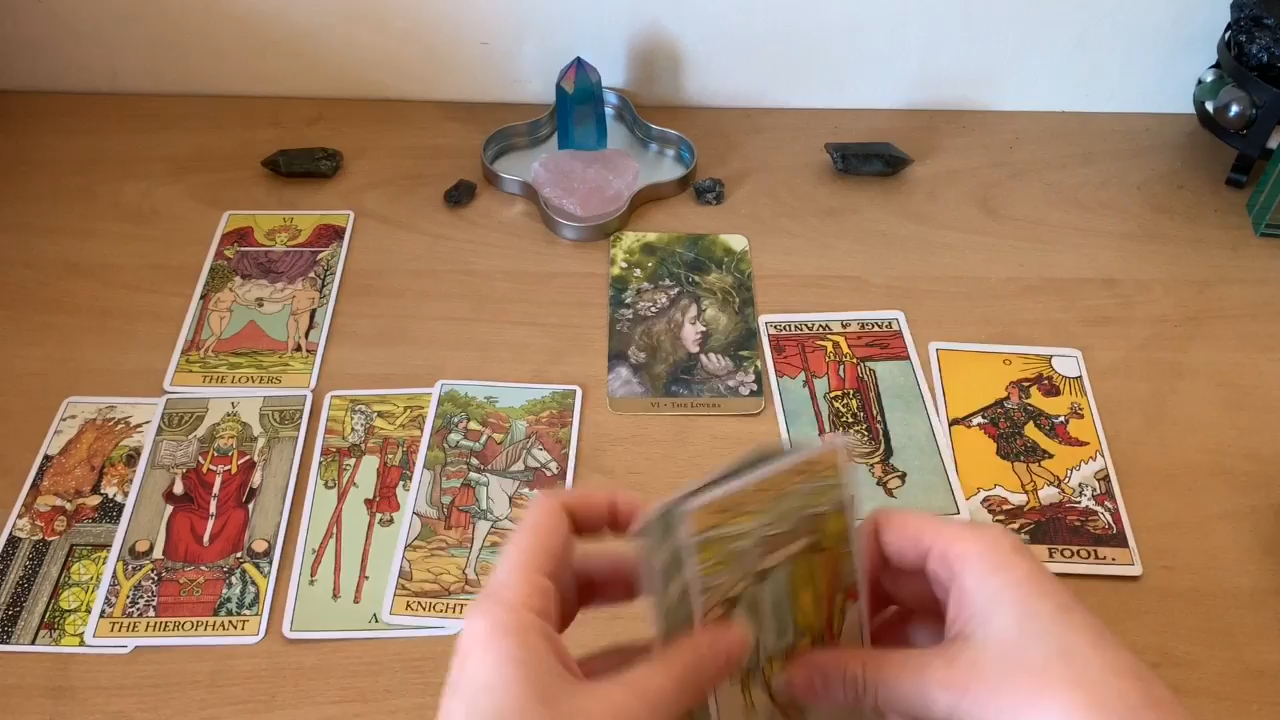 VI
THE LOVERS
VI • THE LOVERS
PAGE of WANDS.
FOOL.
V
THE HIEROPHANT
V
KNIGHT